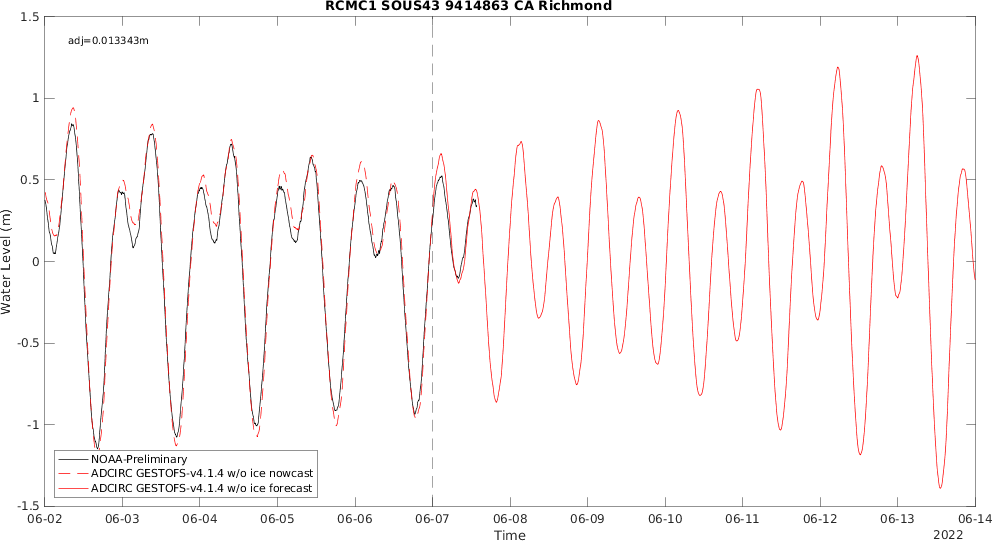 RCMC1 SOUS43 9414863 CA Richmond
adj=0.013343m
1.5
1
0.5
0
-0.5
-1
-1.5
Water Level (m)
NOAA-Preliminary
ADCIRC GESTOFS-v4.1.4 w/o ice nowcast
ADCIRC GESTOFS-v4.1.4 w/o ice forecast
06-02 06-03 06-04 06-05 06-06 06-07 06-08 06-09 06-10 06-11 06-12 06-13 06-14
Time
2022